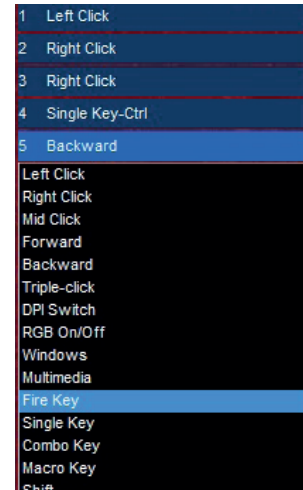 1 Left Click
2 Right Click
3 Right Click
4 Single Key-Ctrl
5 Backward
Left Click
Right Click
Mid Click
Forward
Backward
Triple-click
DPI Switch
RGB On/Off
Windows
Multimedia
Fire Key
Single Key
Combo Key
Macro Key
Shift